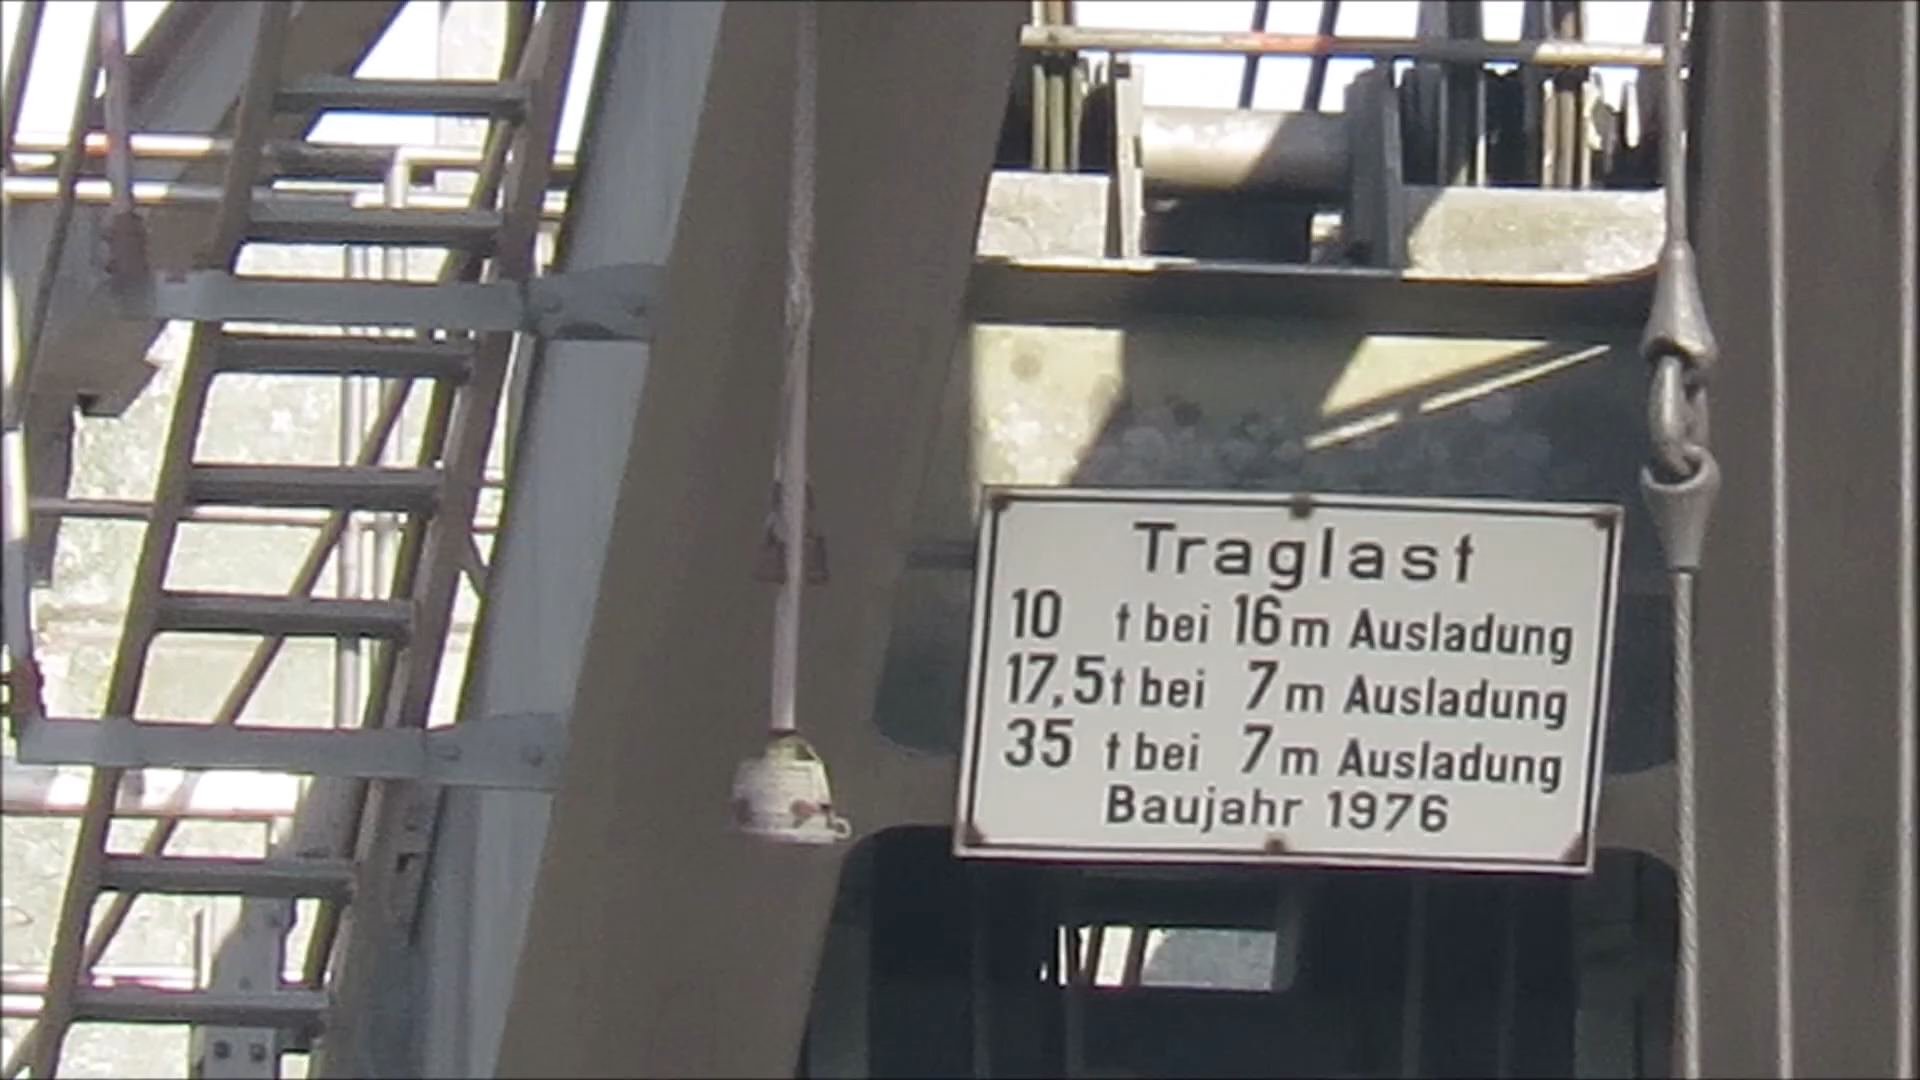 Traglast
10 t bei 16 m Ausladung
17,5 t bei 7 m Ausladung
35 t bei 7 m Ausladung
Baujahr 1976